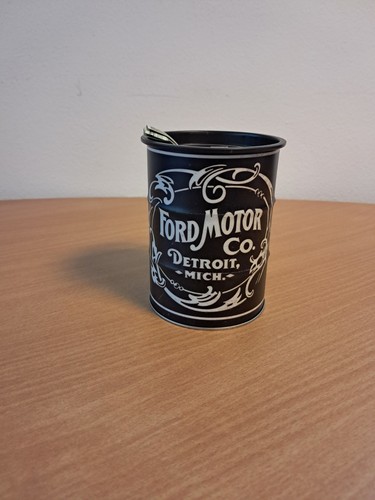 FORD MOTOR
CO.
DETROIT,
MICH.